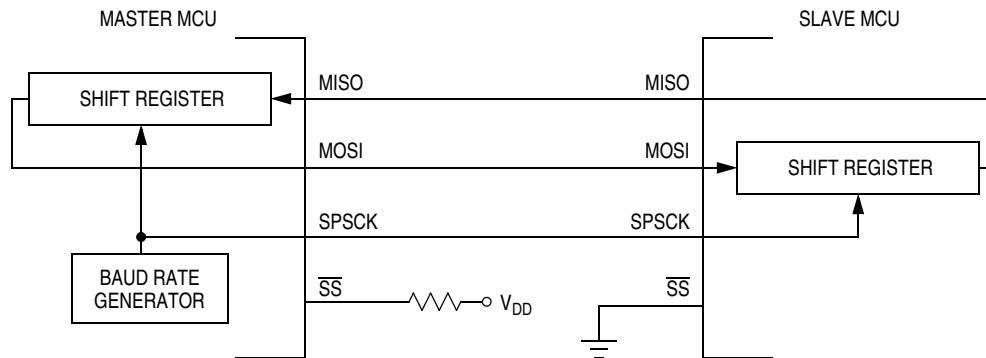 MASTER MCU
SLAVE MCU
SHIFT REGISTER
MISO
MISO
MOSI
MOSI
SHIFT REGISTER
SPSCK
SPSCK
BAUD RATE
GENERATOR
SS
VDD
SS